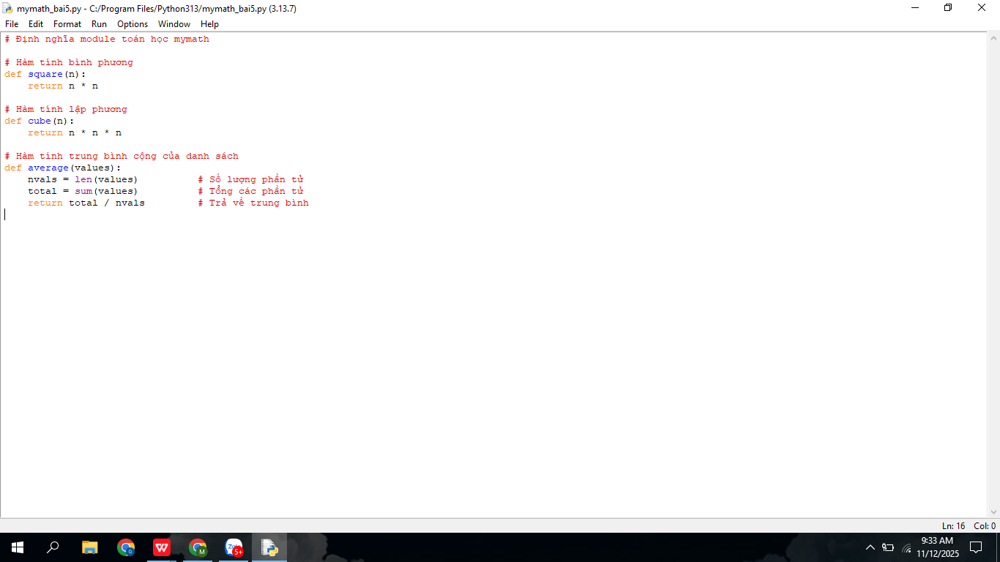 mymath_bai5.py - C:/Program Files/Python313/mymath_bai5.py (3.13.7)
File Edit Format Run Options Window Help
# Định nghĩa module toán học mymath
# Hàm tính bình phương
def square(n):
    return n * n
# Hàm tính lập phương
def cube(n):
    return n * n * n
# Hàm tính trung bình cộng của danh sách
def average(values):
    nvals = len(values)          # Số lượng phần tử
    total = sum(values)          # Tổng các phần tử
    return total / nvals         # Trả về trung bình
Ln: 16 Col: 0
W
M
5+
9:33 AM
11/12/2025